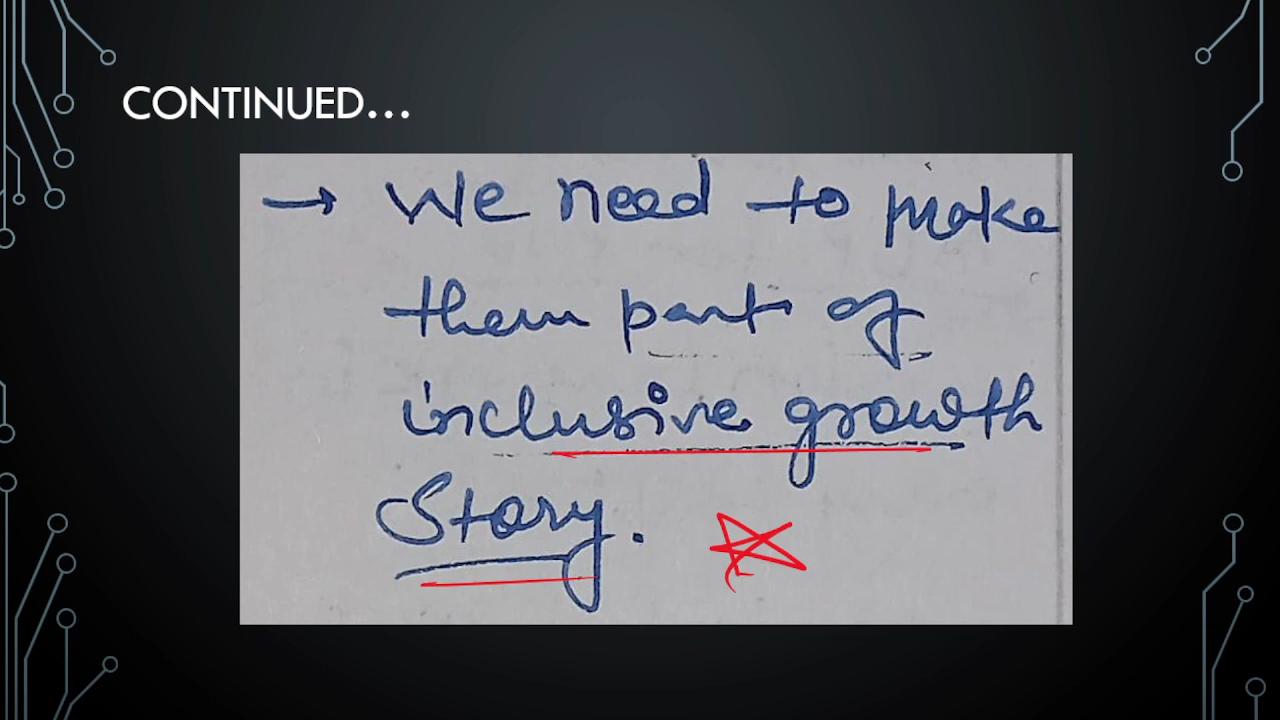 CONTINUED...
→ We need to make
them part of
inclusive growth
Story.